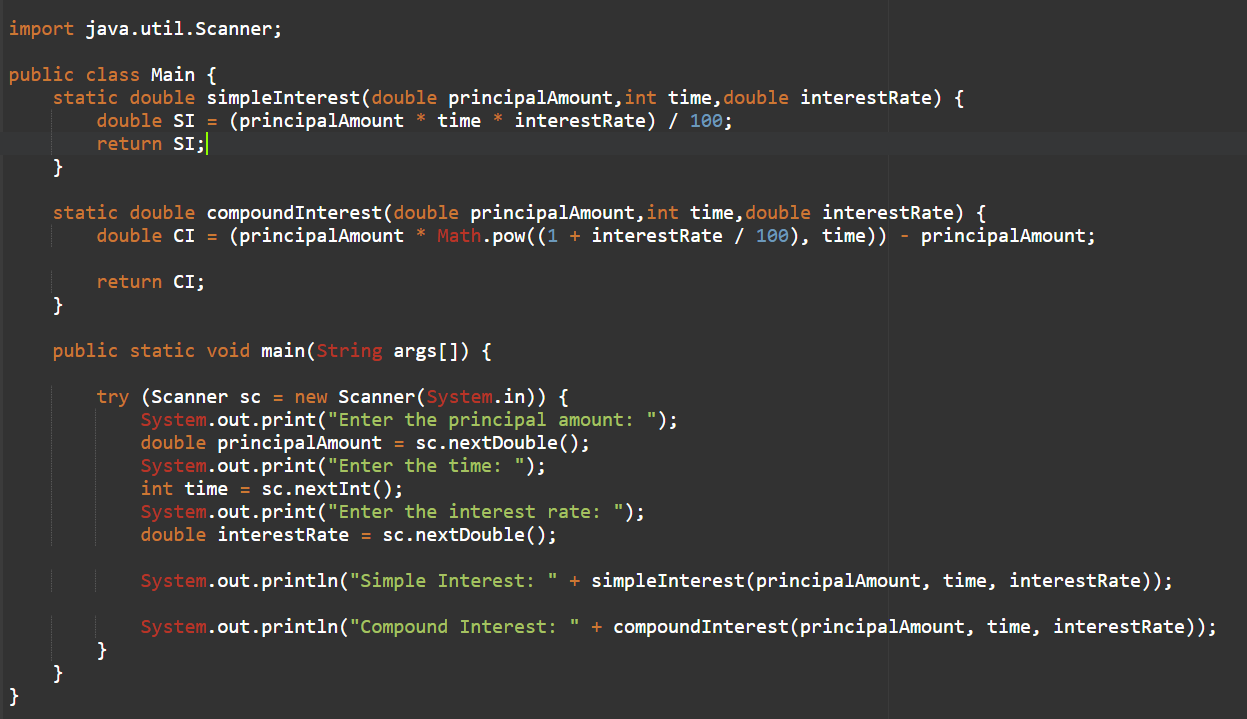 import java.util.Scanner;
public class Main {
static double simpleInterest(double principalAmount,int time,double interestRate) {
double SI = (principalAmount * time * interestRate) / 100;
return SI;
}
static double compoundInterest(double principalAmount,int time,double interestRate) {
double CI = (principalAmount * Math.pow((1 + interestRate / 100), time)) - principalAmount;
return CI;
}
public static void main(String args[]) {
try (Scanner sc = new Scanner(System.in)) {
System.out.print("Enter the principal amount: ");
double principalAmount = sc.nextDouble();
System.out.print("Enter the time: ");
int time = sc.nextInt();
System.out.print("Enter the interest rate: ");
double interestRate = sc.nextDouble();
System.out.println("Simple Interest: " + simpleInterest(principalAmount, time, interestRate));
System.out.println("Compound Interest: " + compoundInterest(principalAmount, time, interestRate));
}
}
}